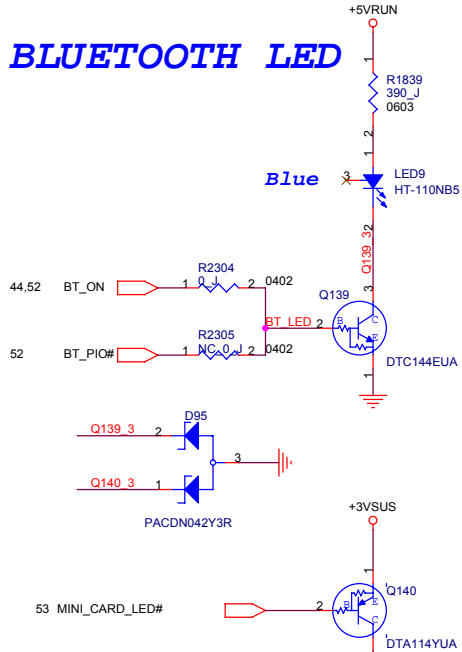 +5VRUN
BLUETOOTH LED
1
R1839
390_J
0603
2
1
Blue
3
LED9
HT-110NB5
2
Q139_3
44,52 BT_ON 1 R2304 2 0402
0_J
3
Q139
BT_LED 2 B C E
52 BT_PIO# 1 R2305 2 0402
NC_0_J
DTC144EUA
1
D95
Q139_3 2
3
Q140_3 1
PACDN042Y3R
+3VSUS
1
Q140
53 MINI_CARD_LED# 2 B E C
DTA114YUA